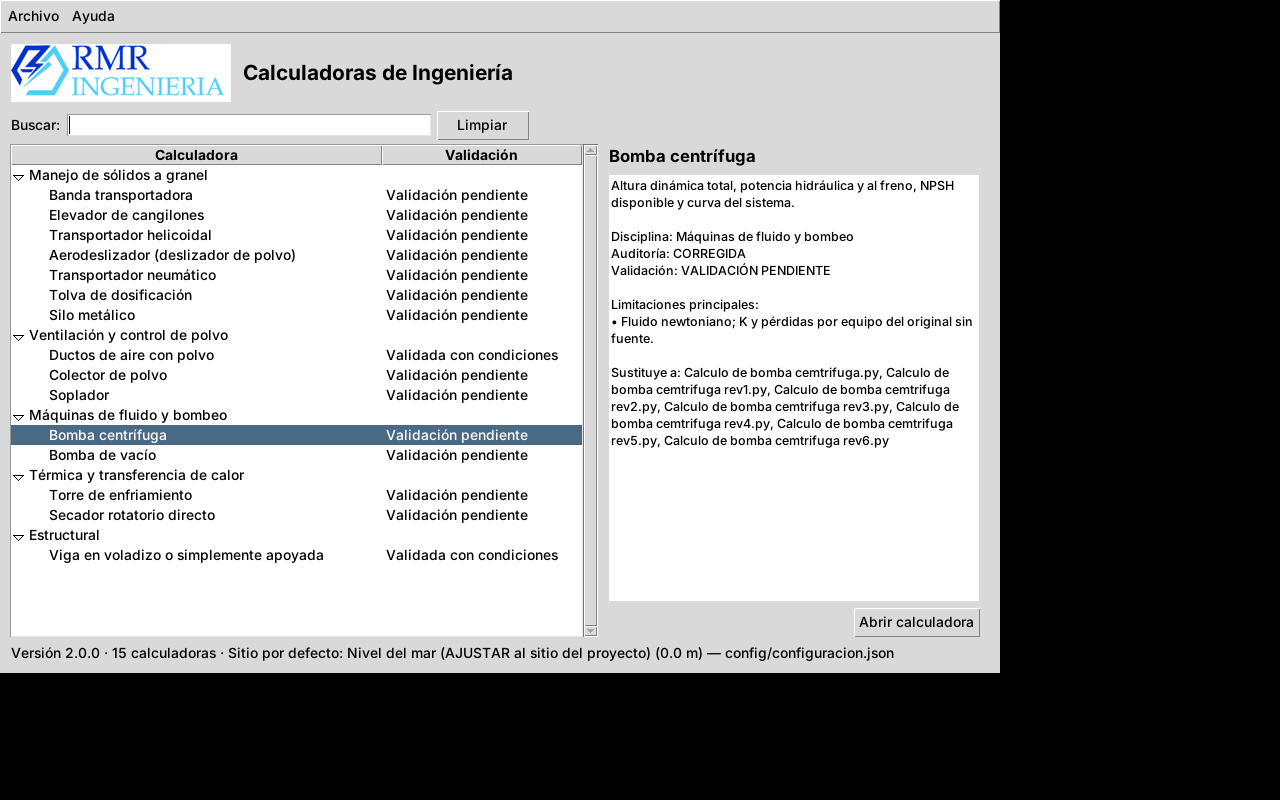 Archivo Ayuda
RMR
INGENIERIA
Calculadoras de Ingeniería
Buscar: Limpiar
Calculadora Validación
Manejo de sólidos a granel
Banda transportadora Validación pendiente
Elevador de cangilones Validación pendiente
Transportador helicoidal Validación pendiente
Aerodeslizador (deslizador de polvo) Validación pendiente
Transportador neumático Validación pendiente
Tolva de dosificación Validación pendiente
Silo metálico Validación pendiente
Ventilación y control de polvo
Ductos de aire con polvo Validada con condiciones
Colector de polvo Validación pendiente
Soplador Validación pendiente
Máquinas de fluido y bombeo
Bomba centrífuga Validación pendiente
Bomba de vacío Validación pendiente
Térmica y transferencia de calor
Torre de enfriamiento Validación pendiente
Secador rotatorio directo Validación pendiente
Estructural
Viga en voladizo o simplemente apoyada Validada con condiciones
Bomba centrífuga
Altura dinámica total, potencia hidráulica y al freno, NPSH
disponible y curva del sistema.
Disciplina: Máquinas de fluido y bombeo
Auditoría: CORREGIDA
Validación: VALIDACIÓN PENDIENTE
Limitaciones principales:
• Fluido newtoniano; K y pérdidas por equipo del original sin
fuente.
Sustituye a: Calculo de bomba cemtrifuga.py, Calculo de
bomba cemtrifuga rev1.py, Calculo de bomba cemtrifuga
rev2.py, Calculo de bomba cemtrifuga rev3.py, Calculo de
bomba cemtrifuga rev4.py, Calculo de bomba cemtrifuga
rev5.py, Calculo de bomba cemtrifuga rev6.py
Abrir calculadora
Versión 2.0.0 · 15 calculadoras · Sitio por defecto: Nivel del mar (AJUSTAR al sitio del proyecto) (0.0 m) — config/configuracion.json